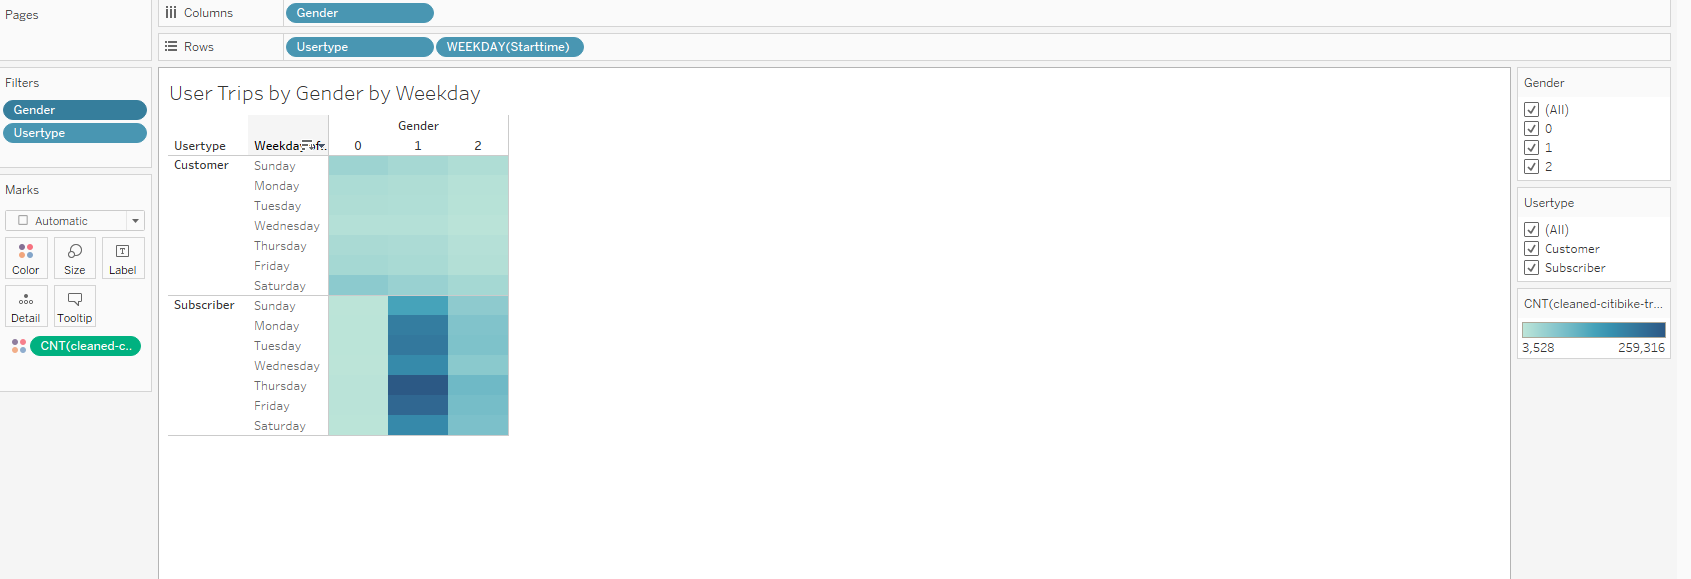 Pages
Columns
Gender
Rows
Usertype
WEEKDAY(Starttime)
Filters
Gender
Usertype
Marks
Automatic
Color
Size
Label
Detail
Tooltip
CNT(cleaned-c..
User Trips by Gender by Weekday
Gender
Usertype
0
1
2
Customer
Sunday
Monday
Tuesday
Wednesday
Thursday
Friday
Saturday
Subscriber
Sunday
Monday
Tuesday
Wednesday
Thursday
Friday
Saturday
Gender
(All)
0
1
2
Usertype
(All)
Customer
Subscriber
CNT(cleaned-citibike-tr...
3,528
259,316